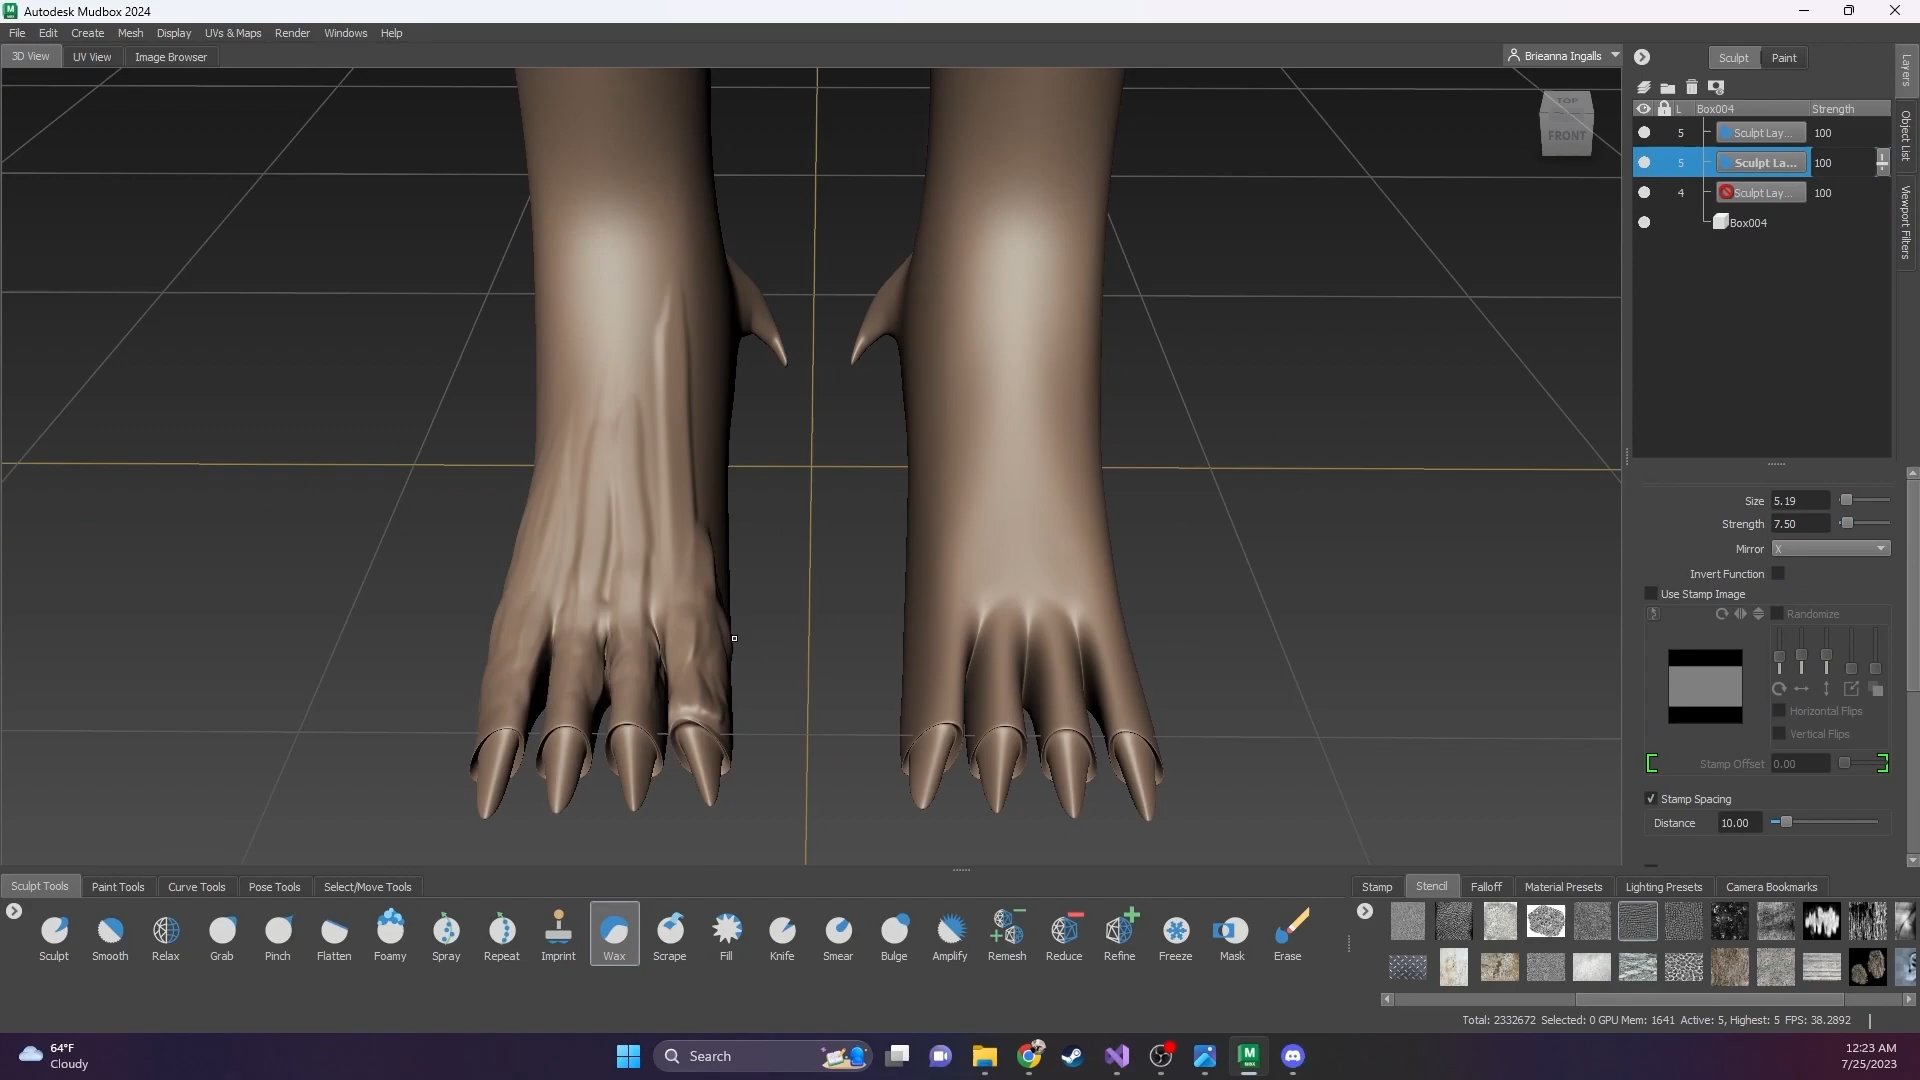 Autodesk Mudbox 2024
File Edit Create Mesh Display UVs & Maps Render Windows Help
3D View UV View Image Browser
Brieanna Ingalls
Sculpt Paint
TOP
FRONT
L Box004 Strength
5 Sculpt Lay... 100
5 Sculpt La... 100
4 Sculpt Lay... 100
Box004
Layers
Object List
Viewport Filters
Size 5.19
Strength 7.50
Mirror X
Invert Function
Use Stamp Image
Randomize
Horizontal Flips
Vertical Flips
Stamp Offset 0.00
Stamp Spacing
Distance 10.00
Sculpt Tools Paint Tools Curve Tools Pose Tools Select/Move Tools
Stamp Stencil Falloff Material Presets Lighting Presets Camera Bookmarks
Sculpt Smooth Relax Grab Pinch Flatten Foamy Spray Repeat Imprint Wax Scrape Fill Knife Smear Bulge Amplify Remesh Reduce Refine Freeze Mask Erase
Total: 2332672 Selected: 0 GPU Mem: 1641 Active: 5, Highest: 5 FPS: 38.2892
64°F
Cloudy
Search
12:23 AM
7/25/2023